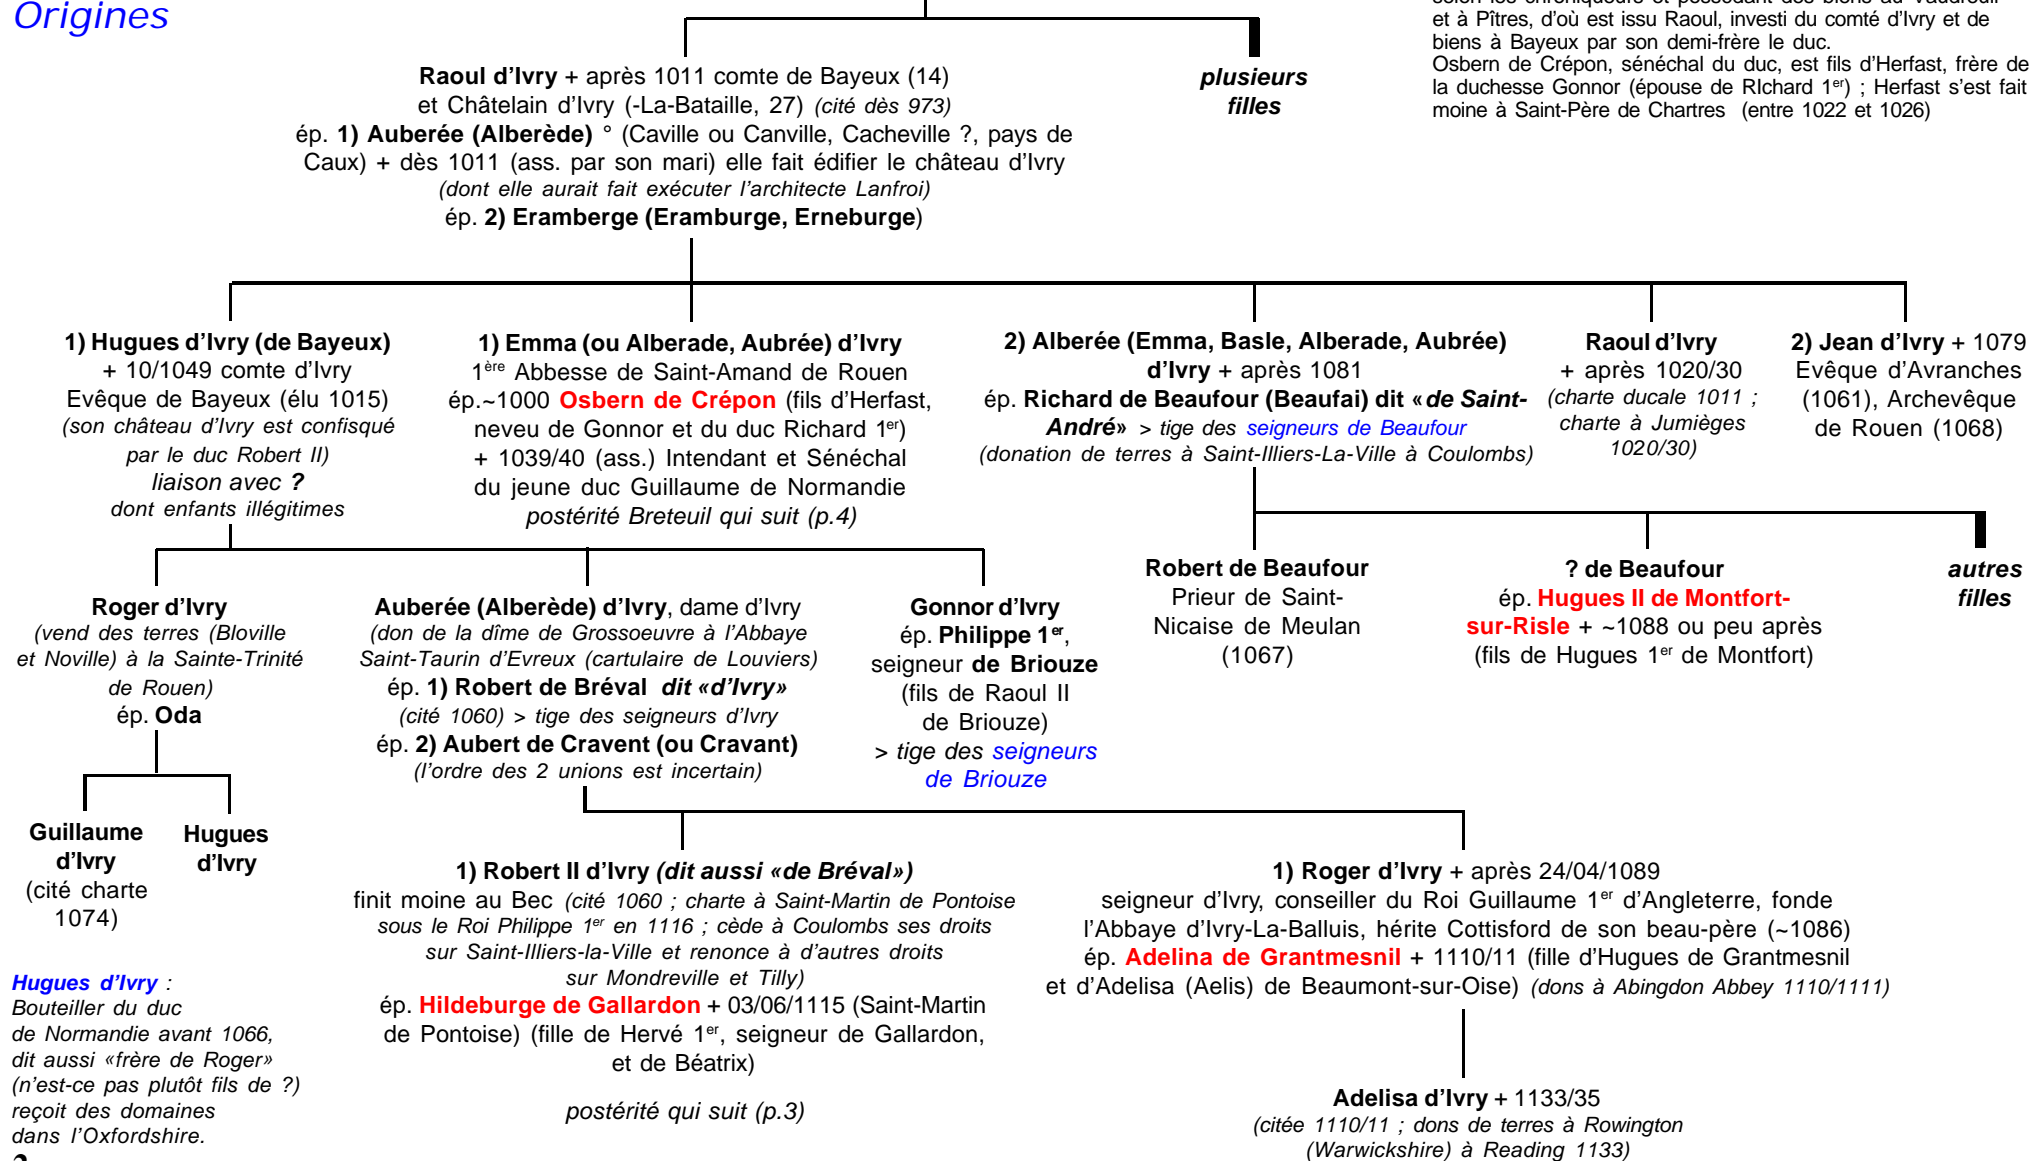 Origines
selon les chroniqueurs et possédant des biens au Vaudreuil
et à Pîtres, d'où est issu Raoul, investi du comté d'Ivry et de
biens à Bayeux par son demi-frère le duc.
Osbern de Crépon, sénéchal du duc, est fils d'Herfast, frère de
la duchesse Gonnor (épouse de RIchard 1er) ; Herfast s'est fait
moine à Saint-Père de Chartres (entre 1022 et 1026)
Raoul d'Ivry + après 1011 comte de Bayeux (14)
et Châtelain d'Ivry (-La-Bataille, 27) (cité dès 973)
ép. 1) Auberée (Alberède) ° (Caville ou Canville, Cacheville ?, pays de
Caux) + dès 1011 (ass. par son mari) elle fait édifier le château d'Ivry
(dont elle aurait fait exécuter l'architecte Lanfroi)
ép. 2) Eramberge (Eramburge, Erneburge)
plusieurs
filles
1) Hugues d'Ivry (de Bayeux)
+ 10/1049 comte d'Ivry
Evêque de Bayeux (élu 1015)
(son château d'Ivry est confisqué
par le duc Robert II)
liaison avec ?
dont enfants illégitimes
1) Emma (ou Alberade, Aubrée) d'Ivry
1ère Abbesse de Saint-Amand de Rouen
ép.~1000 Osbern de Crépon (fils d'Herfast,
neveu de Gonnor et du duc Richard 1er)
+ 1039/40 (ass.) Intendant et Sénéchal
du jeune duc Guillaume de Normandie
postérité Breteuil qui suit (p.4)
2) Alberée (Emma, Basle, Alberade, Aubrée)
d'Ivry + après 1081
ép. Richard de Beaufour (Beaufai) dit «de Saint-
André» > tige des seigneurs de Beaufour
(donation de terres à Saint-Illiers-La-Ville à Coulombs)
Raoul d'Ivry
+ après 1020/30
(charte ducale 1011 ;
charte à Jumièges
1020/30)
2) Jean d'Ivry + 1079
Evêque d'Avranches
(1061), Archevêque
de Rouen (1068)
Roger d'Ivry
(vend des terres (Bloville
et Noville) à la Sainte-Trinité
de Rouen)
ép. Oda
Auberée (Alberède) d'Ivry, dame d'Ivry
(don de la dîme de Grossoeuvre à l'Abbaye
Saint-Taurin d'Evreux (cartulaire de Louviers)
ép. 1) Robert de Bréval dit «d'Ivry»
(cité 1060) > tige des seigneurs d'Ivry
ép. 2) Aubert de Cravent (ou Cravant)
(l'ordre des 2 unions est incertain)
Gonnor d'Ivry
ép. Philippe 1er,
seigneur de Briouze
(fils de Raoul II
de Briouze)
> tige des seigneurs
de Briouze
Robert de Beaufour
Prieur de Saint-
Nicaise de Meulan
(1067)
? de Beaufour
ép. Hugues II de Montfort-
sur-Risle + ~1088 ou peu après
(fils de Hugues 1er de Montfort)
autres
filles
Guillaume
d'Ivry
(cité charte
1074)
Hugues
d'Ivry
1) Robert II d'Ivry (dit aussi «de Bréval»)
finit moine au Bec (cité 1060 ; charte à Saint-Martin de Pontoise
sous le Roi Philippe 1er en 1116 ; cède à Coulombs ses droits
sur Saint-Illiers-la-Ville et renonce à d'autres droits
sur Mondreville et Tilly)
ép. Hildeburge de Gallardon + 03/06/1115 (Saint-Martin
de Pontoise) (fille de Hervé 1er, seigneur de Gallardon,
et de Béatrix)
postérité qui suit (p.3)
1) Roger d'Ivry + après 24/04/1089
seigneur d'Ivry, conseiller du Roi Guillaume 1er d'Angleterre, fonde
l'Abbaye d'Ivry-La-Balluis, hérite Cottisford de son beau-père (~1086)
ép. Adelina de Grantmesnil + 1110/11 (fille d'Hugues de Grantmesnil
et d'Adelisa (Aelis) de Beaumont-sur-Oise) (dons à Abingdon Abbey 1110/1111)
Adelisa d'Ivry + 1133/35
(citée 1110/11 ; dons de terres à Rowington
(Warwickshire) à Reading 1133)
Hugues d'Ivry :
Bouteiller du duc
de Normandie avant 1066,
dit aussi «frère de Roger»
(n'est-ce pas plutôt fils de ?)
reçoit des domaines
dans l'Oxfordshire.